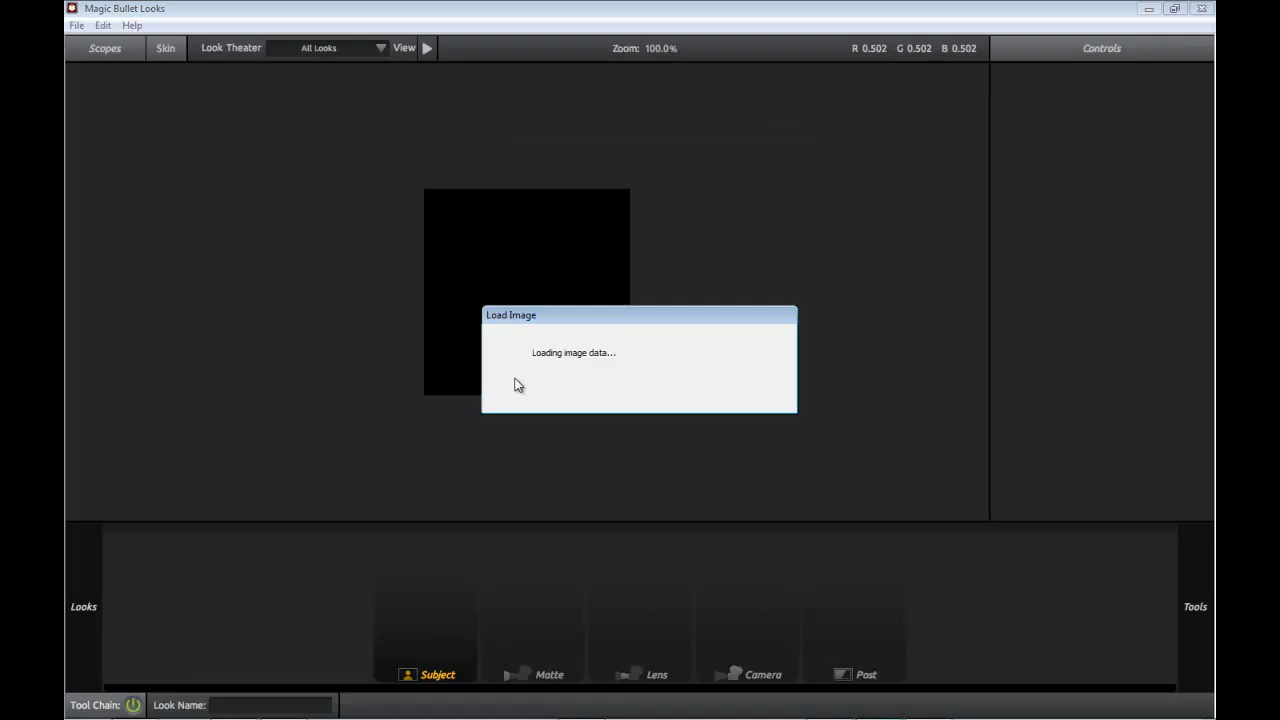 Magic Bullet Looks
File Edit Help
Scopes Skin Look Theater All Looks View Zoom: 100.0% R 0.502 G 0.502 B 0.502 Controls
Load Image
Loading image data...
Looks Tools
Subject Matte Lens Camera Post
Tool Chain: Look Name: